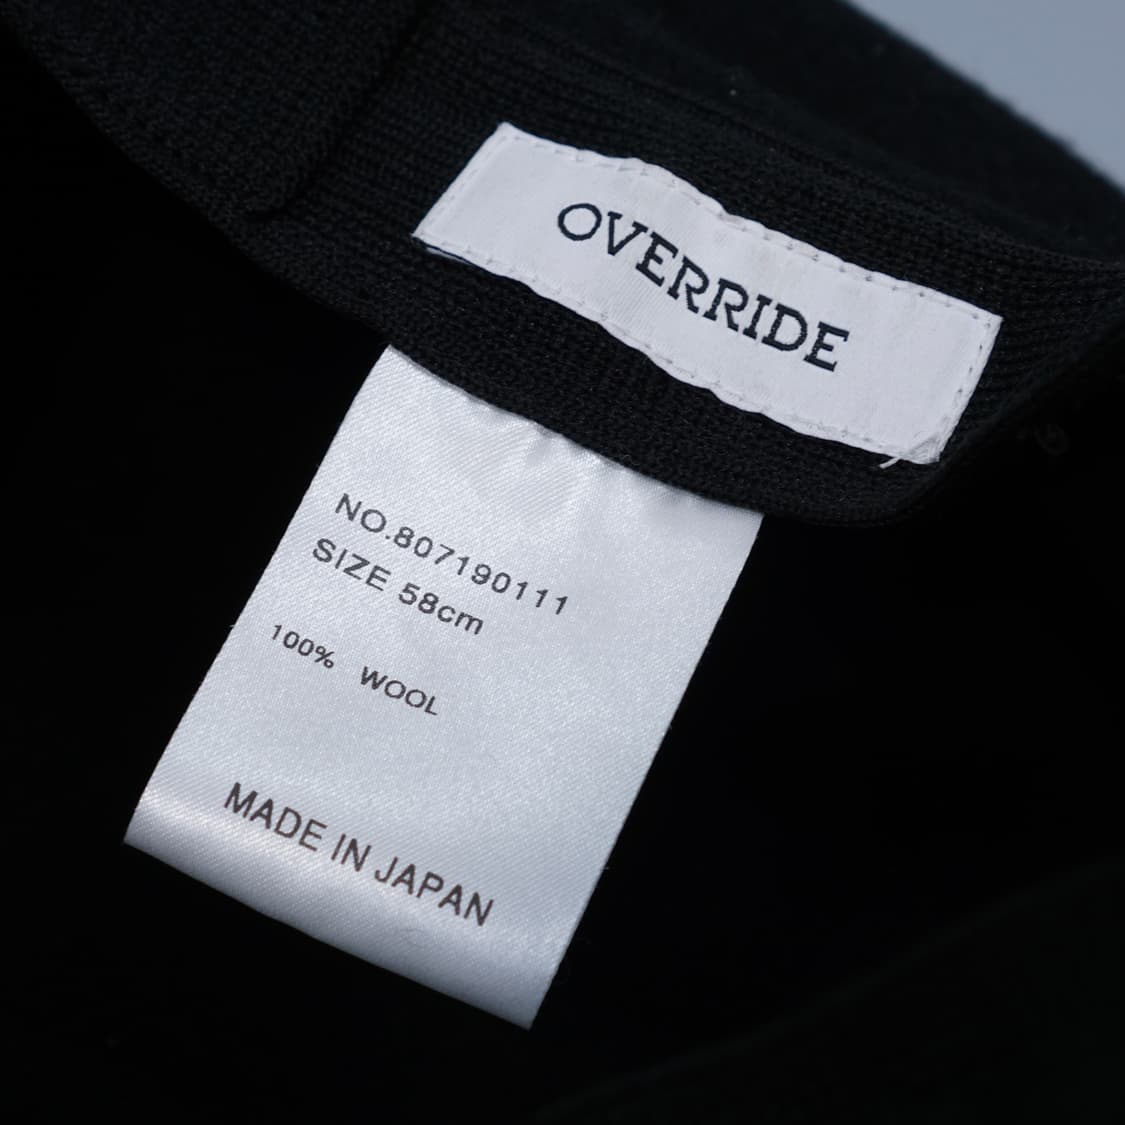 OVERRIDE
NO.807190111
SIZE 58cm
100% WOOL
MADE IN JAPAN